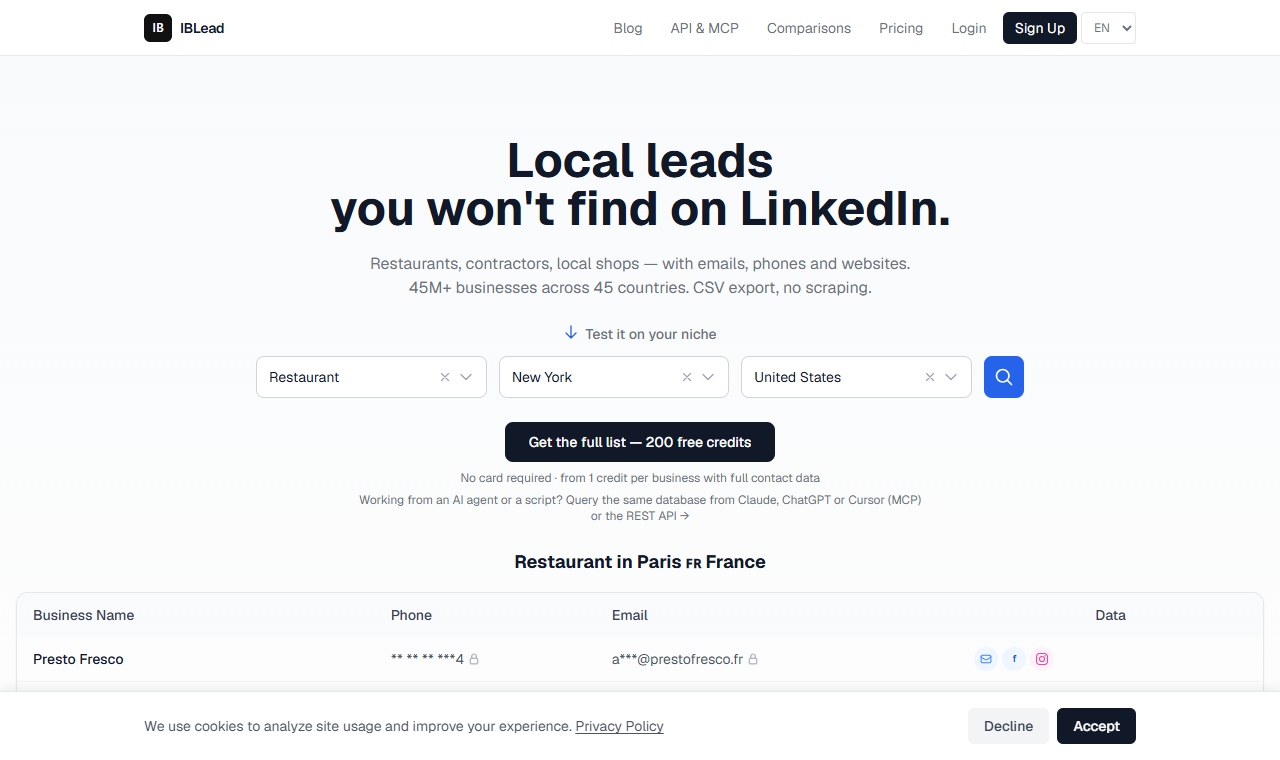 IB IBLead Blog API & MCP Comparisons Pricing Login Sign Up EN
Local leads
you won't find on LinkedIn.
Restaurants, contractors, local shops — with emails, phones and websites.
45M+ businesses across 45 countries. CSV export, no scraping.
↓ Test it on your niche
Restaurant New York United States
Get the full list — 200 free credits
No card required · from 1 credit per business with full contact data
Working from an AI agent or a script? Query the same database from Claude, ChatGPT or Cursor (MCP)
or the REST API →
Restaurant in Paris FR France
Business Name Phone Email Data
Presto Fresco ** ** ** ***4 a***@prestofresco.fr f
We use cookies to analyze site usage and improve your experience. Privacy Policy Decline Accept